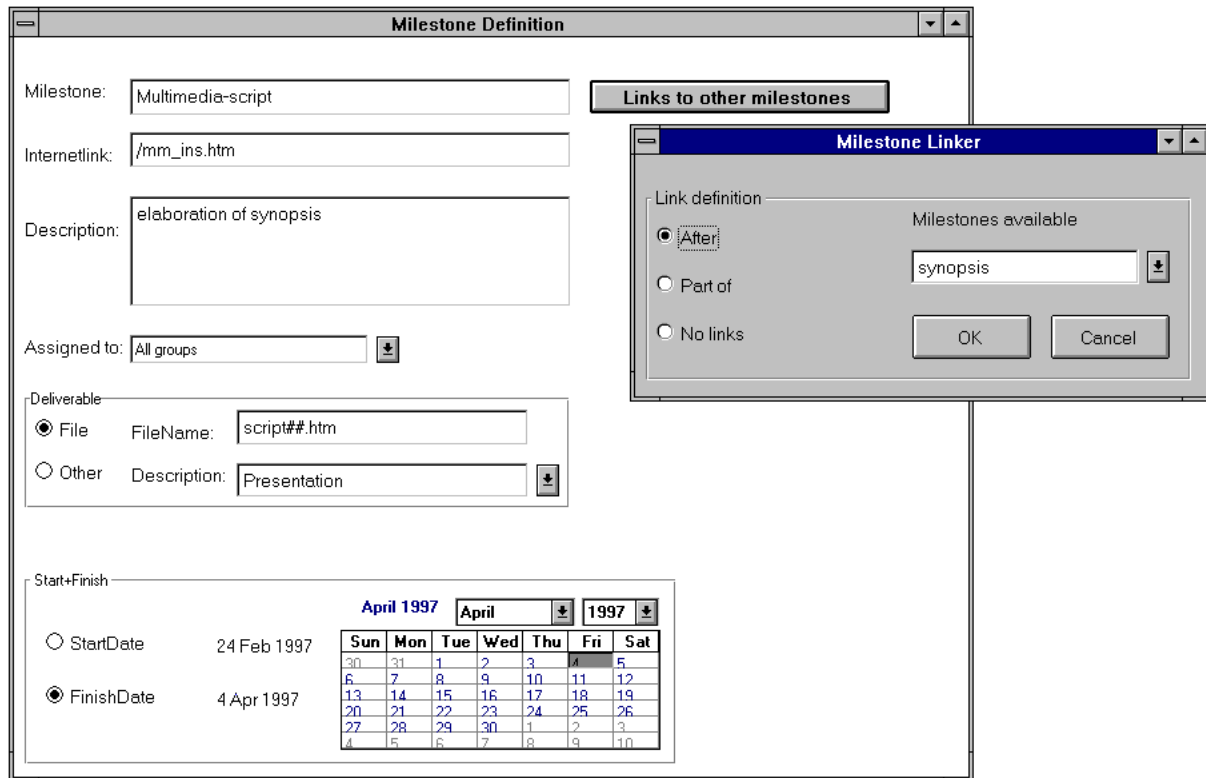 Milestone Definition
Milestone: Multimedia-script
Links to other milestones
Internetlink: /mm_ins.htm
Description: elaboration of synopsis
Assigned to: All groups
Deliverable
File FileName: script##.htm
Other Description: Presentation
Start+Finish
StartDate 24 Feb 1997
FinishDate 4 Apr 1997
April 1997 April 1997
Sun Mon Tue Wed Thu Fri Sat
30 31 1 2 3 4 5
6 7 8 9 10 11 12
13 14 15 16 17 18 19
20 21 22 23 24 25 26
27 28 29 30 1 2 3
4 5 6 7 8 9 10
Milestone Linker
Link definition
After
Part of
No links
Milestones available
synopsis
OK Cancel